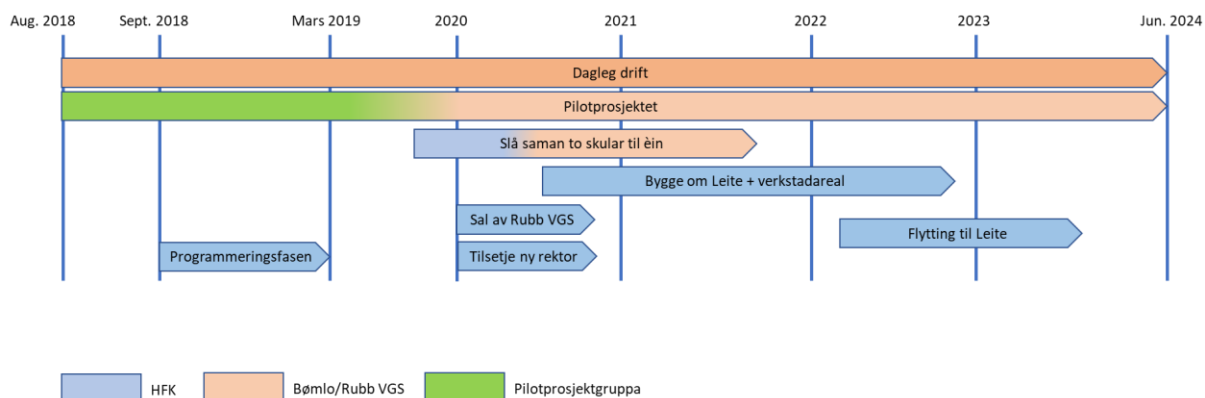 Aug. 2018 Sept. 2018 Mars 2019 2020 2021 2022 2023 Jun. 2024
Dagleg drift
Pilotprosjektet
Slå saman to skular til èin
Bygge om Leite + verkstadareal
Sal av Rubb VGS
Flytting til Leite
Programmeringsfasen Tilsetje ny rektor
HFK Bømlo/Rubb VGS Pilotprosjektgruppa